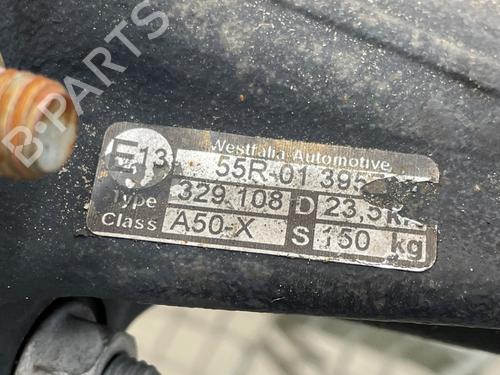 B-PARTS
Westfalia-Automotive
E13 55R-01 395
Type 329 108 D 23,5
Class A50-X S 150 kg